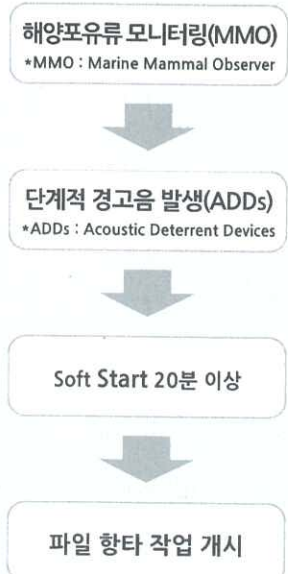 해양포유류 모니터링(MMO)
*MMO : Marine Mammal Observer
단계적 경고음 발생(ADDs)
*ADDs : Acoustic Deterrent Devices
Soft Start 20분 이상
파일 항타 작업 개시